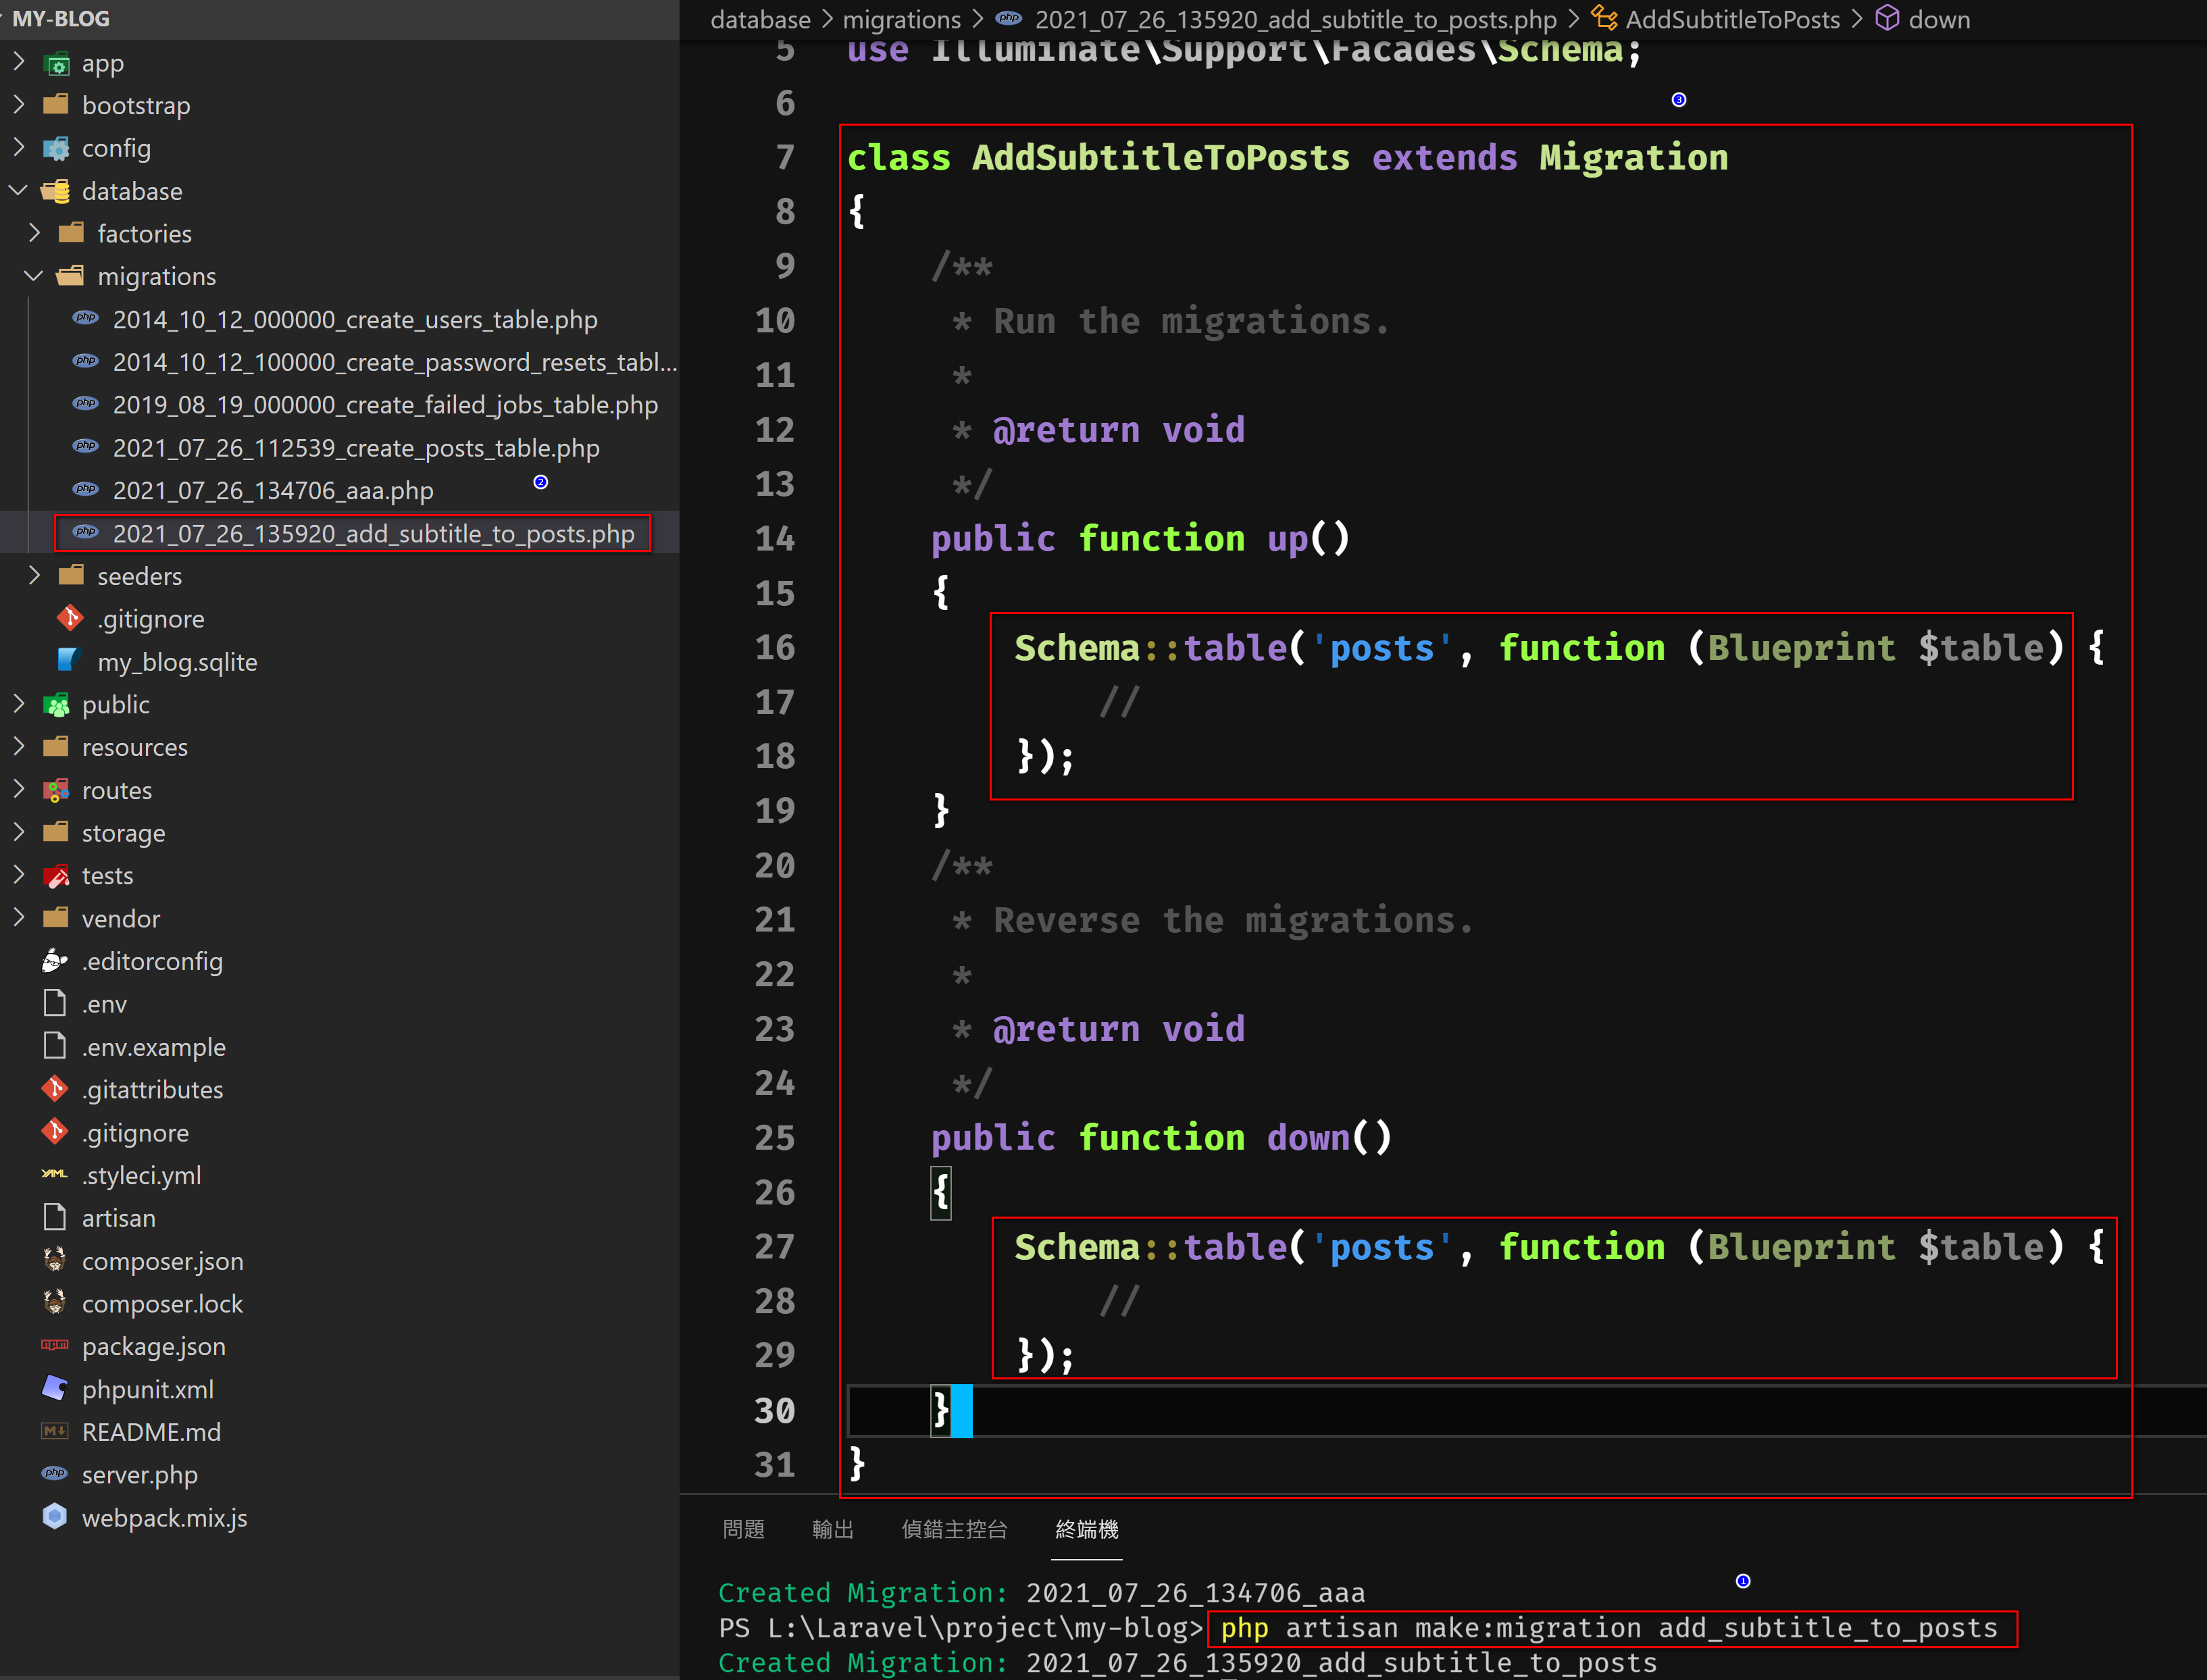 MY-BLOG
app
bootstrap
config
database
factories
migrations
2014_10_12_000000_create_users_table.php
2014_10_12_100000_create_password_resets_tabl...
2019_08_19_000000_create_failed_jobs_table.php
2021_07_26_112539_create_posts_table.php
2021_07_26_134706_aaa.php
2
2021_07_26_135920_add_subtitle_to_posts.php
seeders
.gitignore
my_blog.sqlite
public
resources
routes
storage
tests
vendor
.editorconfig
.env
.env.example
.gitattributes
.gitignore
.styleci.yml
artisan
composer.json
composer.lock
package.json
phpunit.xml
README.md
server.php
webpack.mix.js
database > migrations > 2021_07_26_135920_add_subtitle_to_posts.php > AddSubtitleToPosts > down
5 use Illuminate\Support\Facades\Schema;
6
3
7 class AddSubtitleToPosts extends Migration
8 {
9 /**
10 * Run the migrations.
11 *
12 * @return void
13 */
14 public function up()
15 {
16 Schema::table('posts', function (Blueprint $table) {
17 //
18 });
19 }
20 /**
21 * Reverse the migrations.
22 *
23 * @return void
24 */
25 public function down()
26 {
27 Schema::table('posts', function (Blueprint $table) {
28 //
29 });
30 }
31 }
問題 輸出 偵錯主控台 終端機
Created Migration: 2021_07_26_134706_aaa
1
PS L:\Laravel\project\my-blog> php artisan make:migration add_subtitle_to_posts
Created Migration: 2021_07_26_135920_add_subtitle_to_posts